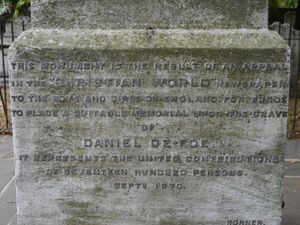 THIS MONUMENT IS THE RESULT OF AN APPEAL
IN THE "CHRISTIAN WORLD" NEWSPAPER
TO THE BOYS AND GIRLS OF ENGLAND FOR FUNDS
TO PLACE A SUITABLE MEMORIAL UPON THE GRAVE
OF
DANIEL DE-FOE.
IT REPRESENTS THE UNITED CONTRIBUTIONS
OF SEVENTEEN HUNDRED PERSONS.
SEPT. 1870.
HORNER.